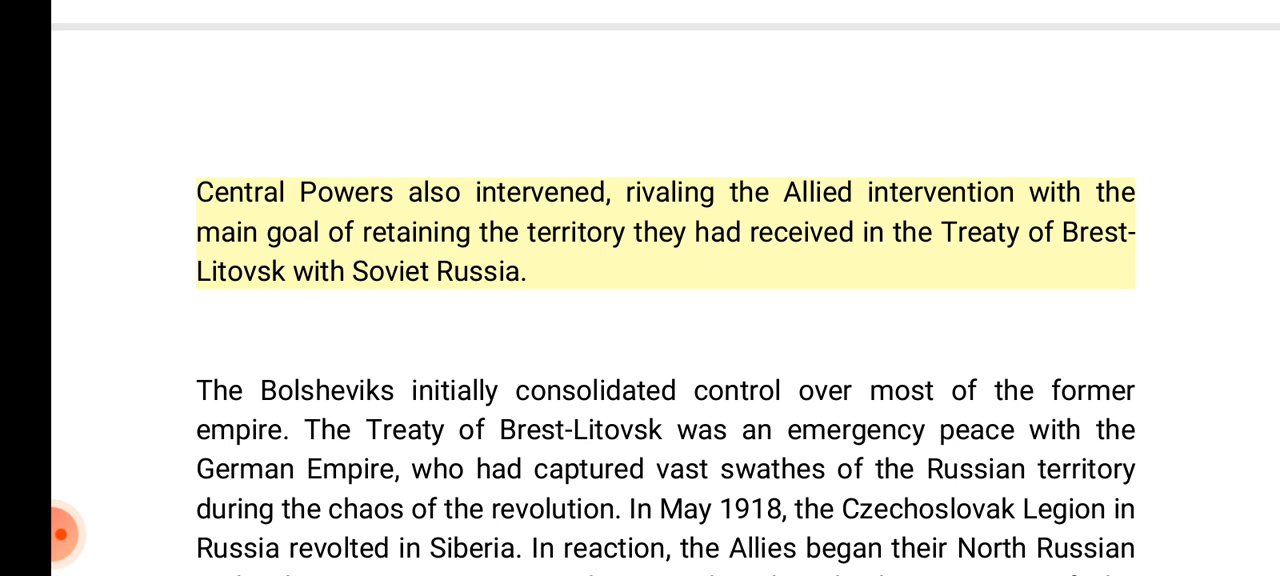 Central Powers also intervened, rivaling the Allied intervention with the
main goal of retaining the territory they had received in the Treaty of Brest-
Litovsk with Soviet Russia.
The Bolsheviks initially consolidated control over most of the former
empire. The Treaty of Brest-Litovsk was an emergency peace with the
German Empire, who had captured vast swathes of the Russian territory
during the chaos of the revolution. In May 1918, the Czechoslovak Legion in
Russia revolted in Siberia. In reaction, the Allies began their North Russian